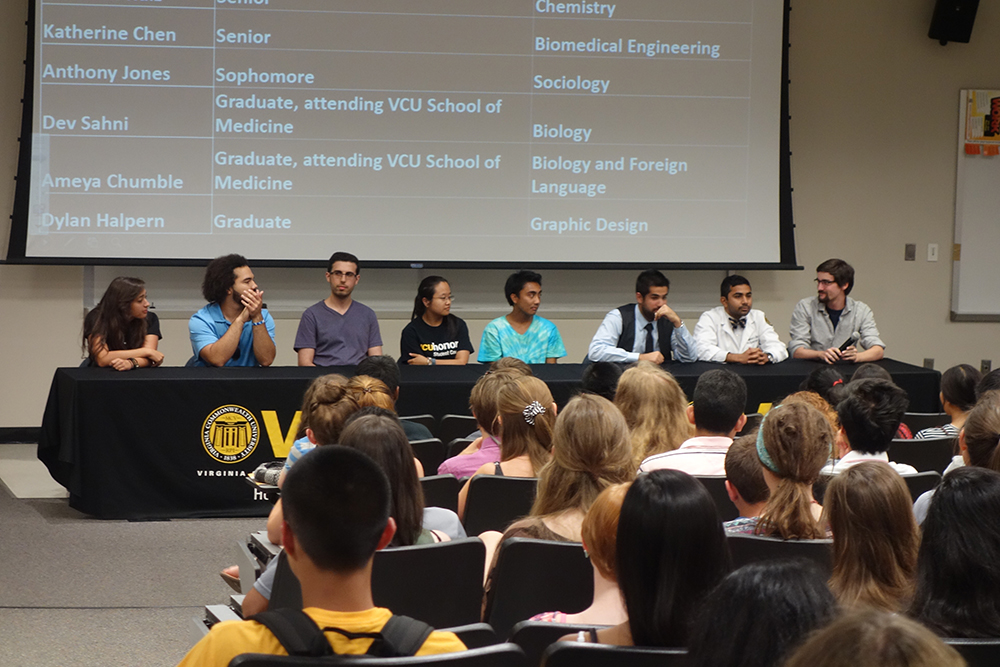 Senior
Chemistry
Katherine Chen
Senior
Biomedical Engineering
Anthony Jones
Sophomore
Sociology
Dev Sahni
Graduate, attending VCU School of
Medicine
Biology
Ameya Chumble
Graduate, attending VCU School of
Medicine
Biology and Foreign
Language
Dylan Halpern
Graduate
Graphic Design
VIRGINIA COMMONWEALTH UNIVERSITY
1838
V
VIRGINIA